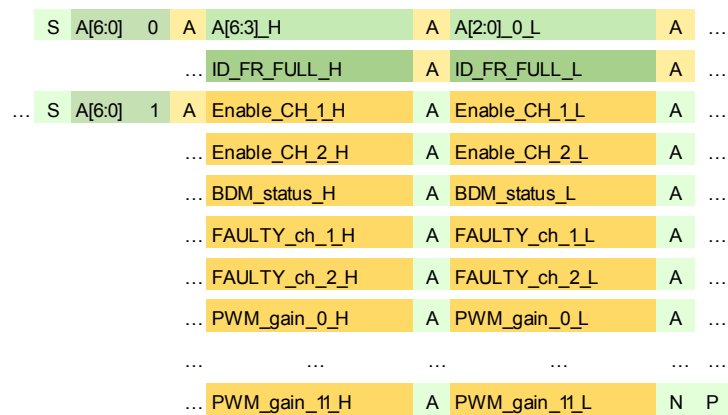 S A[6:0] 0 A A[6:3]_H A A[2:0]_0_L A …
… ID_FR_FULL_H A ID_FR_FULL_L A …
… S A[6:0] 1 A Enable_CH_1_H A Enable_CH_1_L A …
… Enable_CH_2_H A Enable_CH_2_L A …
… BDM_status_H A BDM_status_L A …
… FAULTY_ch_1_H A FAULTY_ch_1_L A …
… FAULTY_ch_2_H A FAULTY_ch_2_L A …
… PWM_gain_0_H A PWM_gain_0_L A …
… … … … … …
… PWM_gain_11_H A PWM_gain_11_L N P